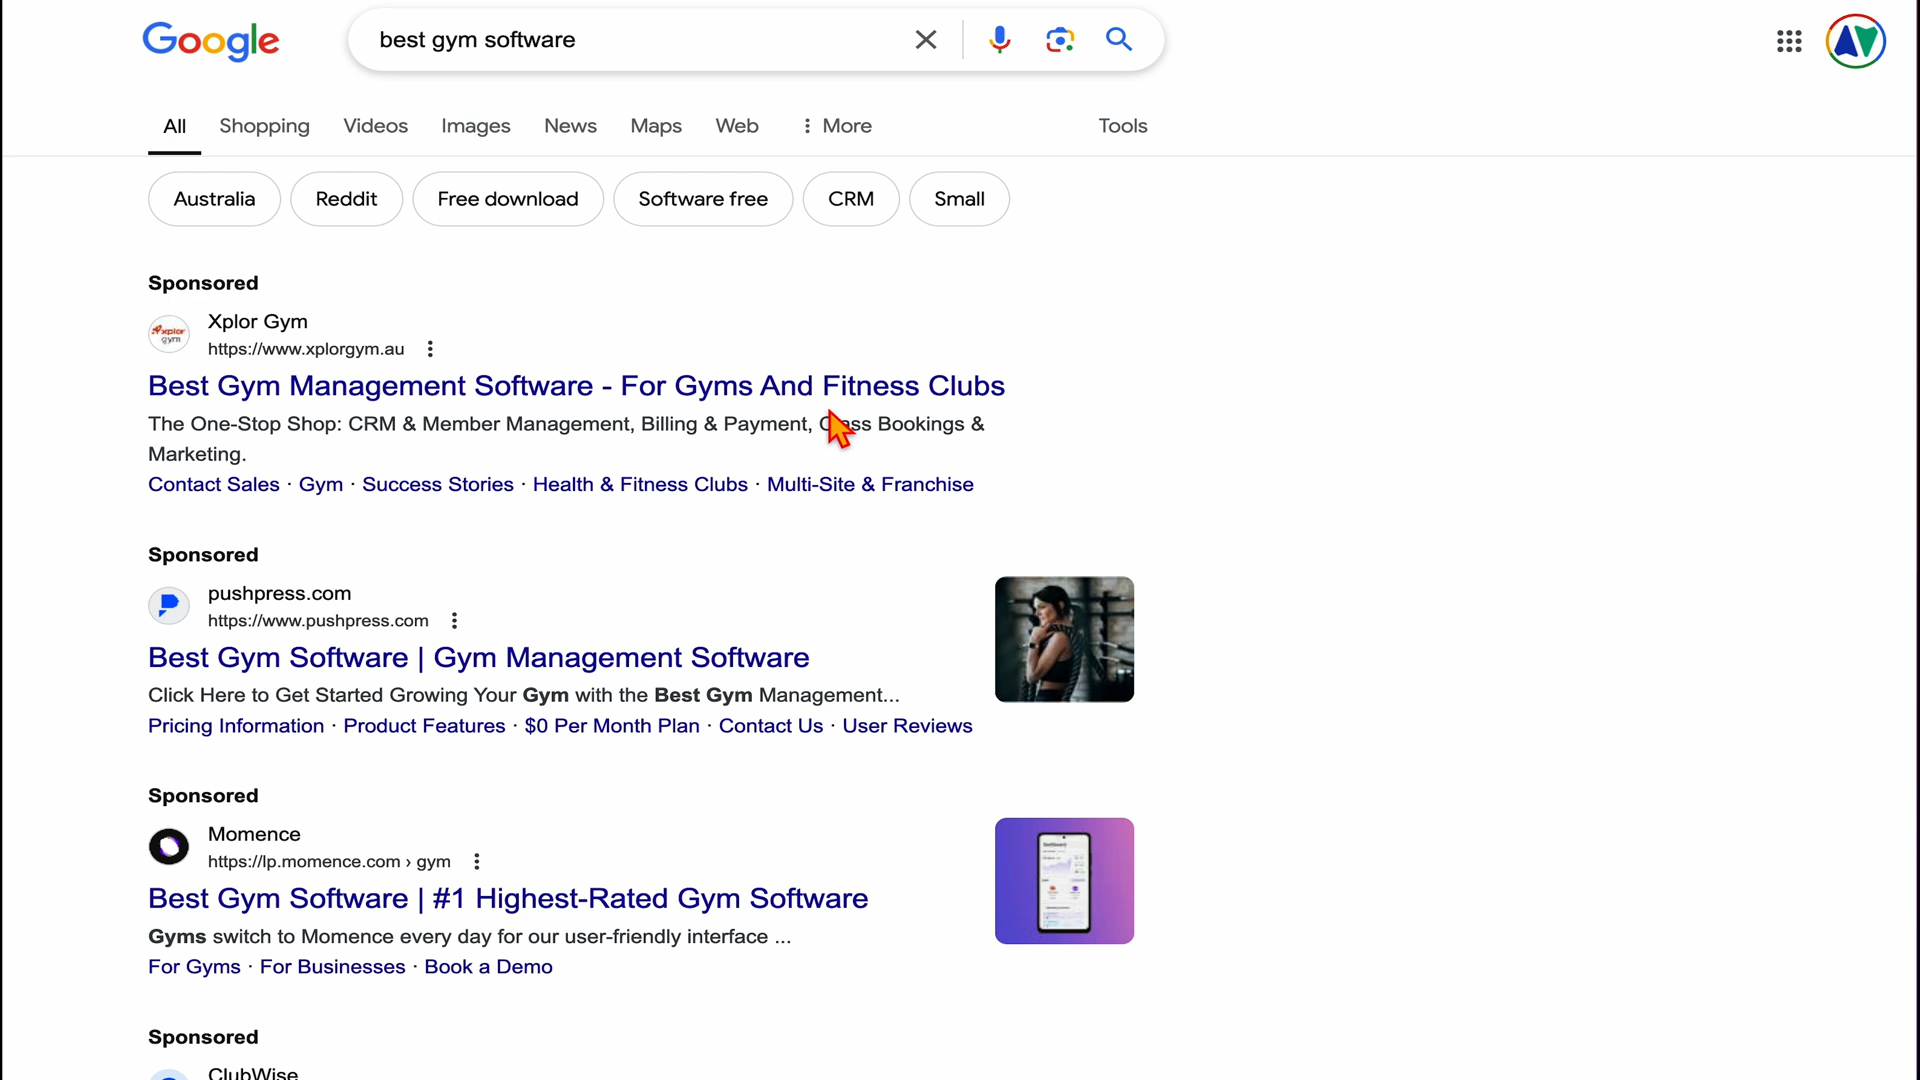 Google
best gym software
All Shopping Videos Images News Maps Web More Tools
Australia Reddit Free download Software free CRM Small
Sponsored
xplor
gym
Xplor Gym
https://www.xplorgym.au
Best Gym Management Software - For Gyms And Fitness Clubs
The One-Stop Shop: CRM & Member Management, Billing & Payment, Class Bookings &
Marketing.
Contact Sales · Gym · Success Stories · Health & Fitness Clubs · Multi-Site & Franchise
Sponsored
pushpress.com
https://www.pushpress.com
Best Gym Software | Gym Management Software
Click Here to Get Started Growing Your Gym with the Best Gym Management...
Pricing Information · Product Features · $0 Per Month Plan · Contact Us · User Reviews
Sponsored
Momence
https://lp.momence.com › gym
Best Gym Software | #1 Highest-Rated Gym Software
Gyms switch to Momence every day for our user-friendly interface ...
For Gyms · For Businesses · Book a Demo
Sponsored
ClubWise